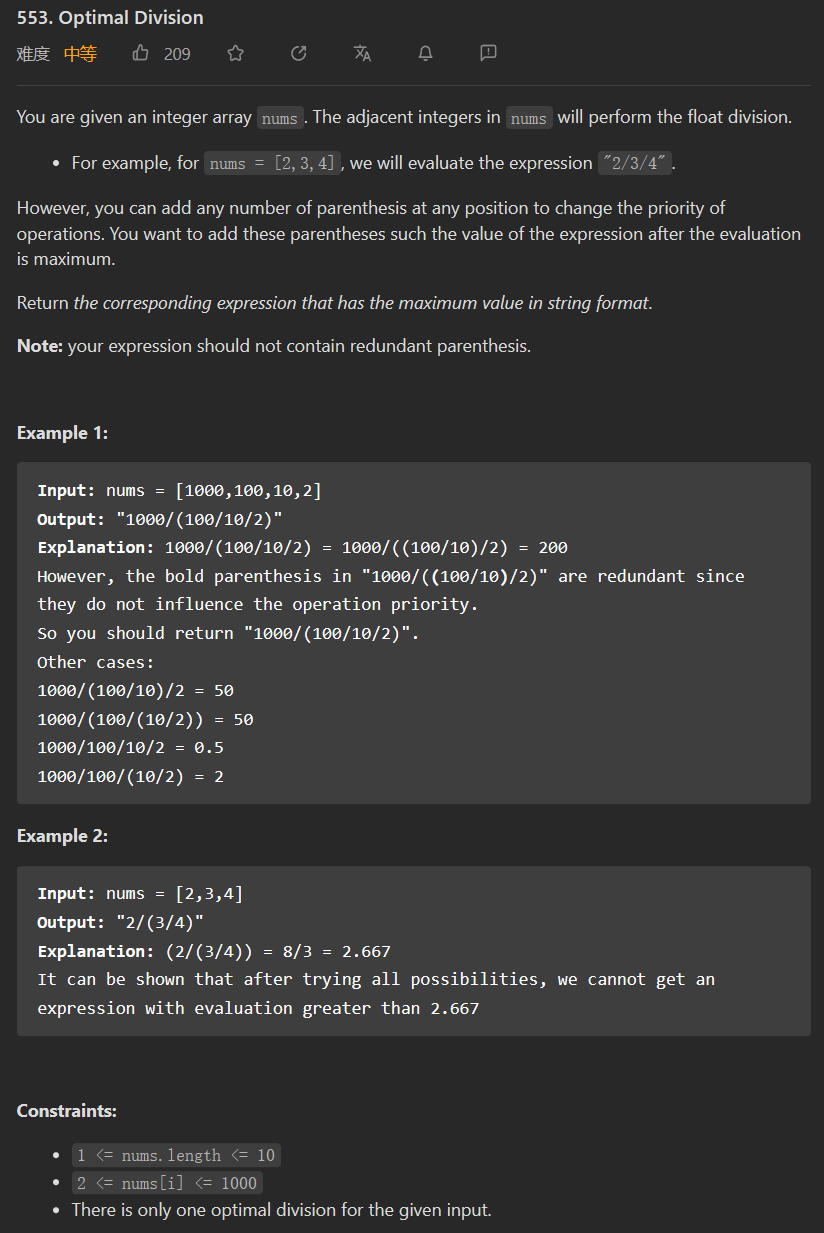 553. Optimal Division
难度 中等 209
You are given an integer array nums. The adjacent integers in nums will perform the float division.
• For example, for nums = [2,3,4], we will evaluate the expression "2/3/4".
However, you can add any number of parenthesis at any position to change the priority of
operations. You want to add these parentheses such the value of the expression after the evaluation
is maximum.
Return the corresponding expression that has the maximum value in string format.
Note: your expression should not contain redundant parenthesis.
Example 1:
Input: nums = [1000,100,10,2]
Output: "1000/(100/10/2)"
Explanation: 1000/(100/10/2) = 1000/((100/10)/2) = 200
However, the bold parenthesis in "1000/((100/10)/2)" are redundant since
they do not influence the operation priority.
So you should return "1000/(100/10/2)".
Other cases:
1000/(100/10)/2 = 50
1000/(100/(10/2)) = 50
1000/100/10/2 = 0.5
1000/100/(10/2) = 2
Example 2:
Input: nums = [2,3,4]
Output: "2/(3/4)"
Explanation: (2/(3/4)) = 8/3 = 2.667
It can be shown that after trying all possibilities, we cannot get an
expression with evaluation greater than 2.667
Constraints:
• 1 <= nums.length <= 10
• 2 <= nums[i] <= 1000
• There is only one optimal division for the given input.